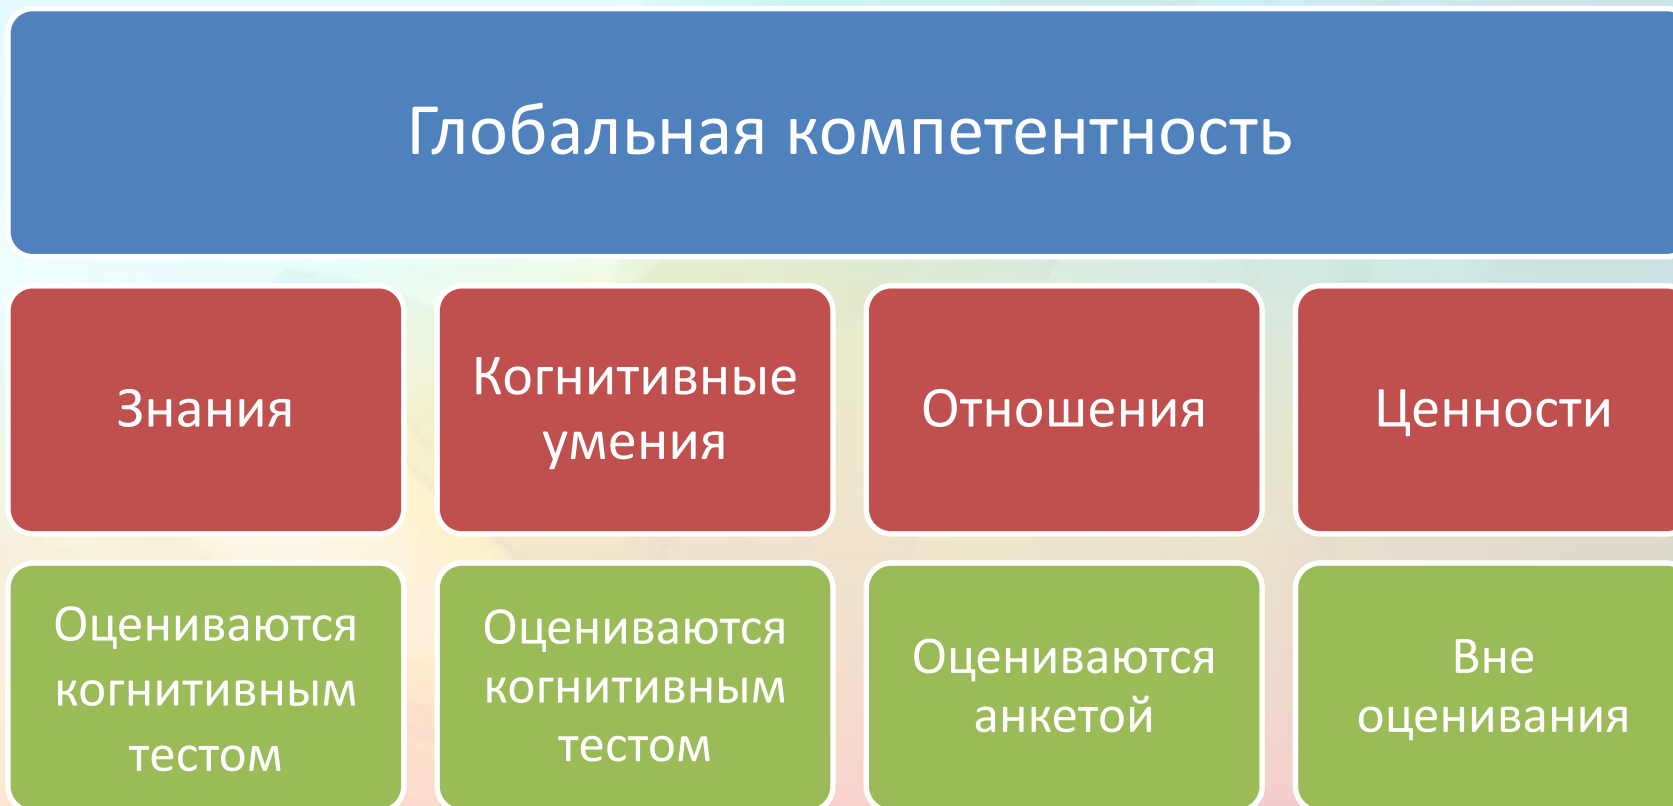 Глобальная компетентность
Знания
Когнитивные
умения
Отношения
Ценности
Оцениваются
когнитивным
тестом
Оцениваются
когнитивным
тестом
Оцениваются
анкетой
Вне
оценивания